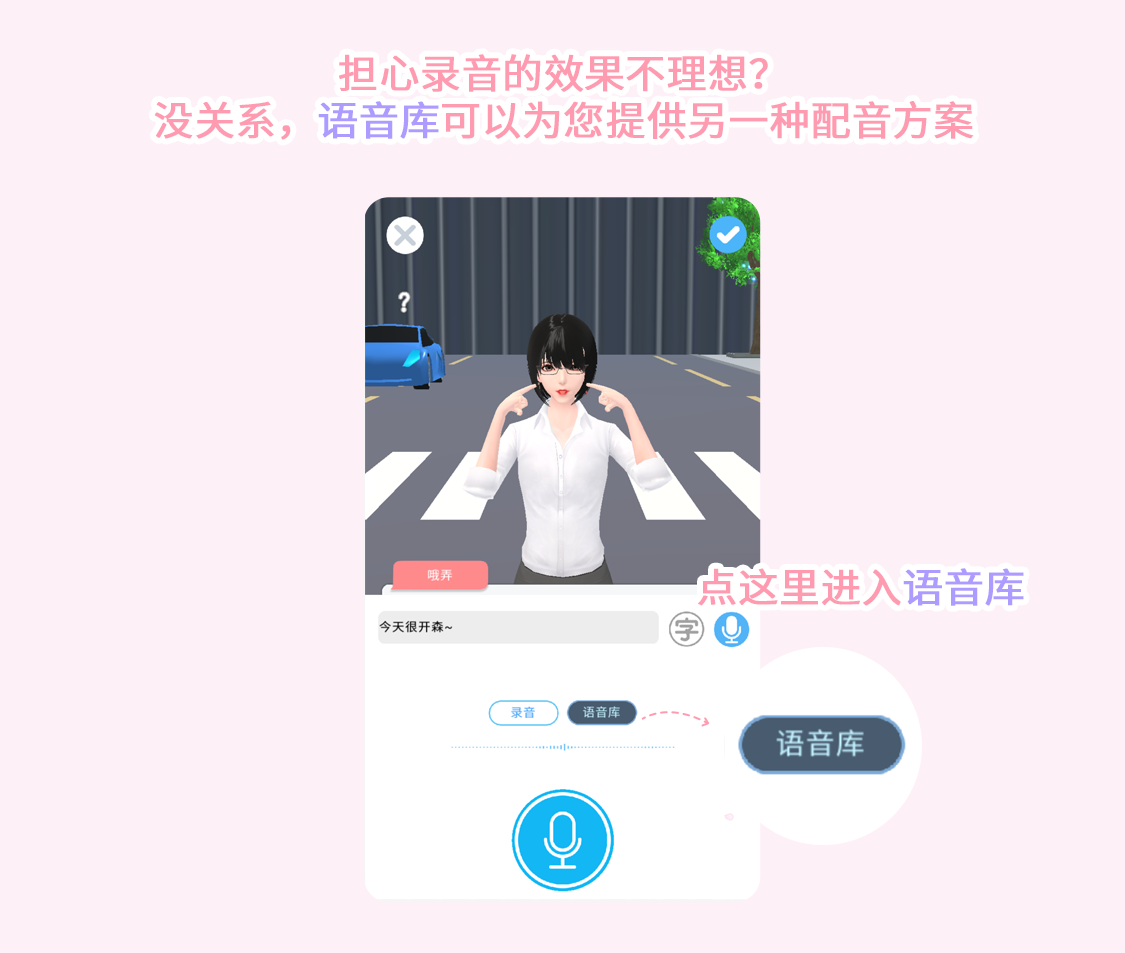 担心录音的效果不理想？
没关系，语音库可以为您提供另一种配音方案
?
哦弄
点这里进入语音库
今天很开森~
字
录音
语音库
语音库